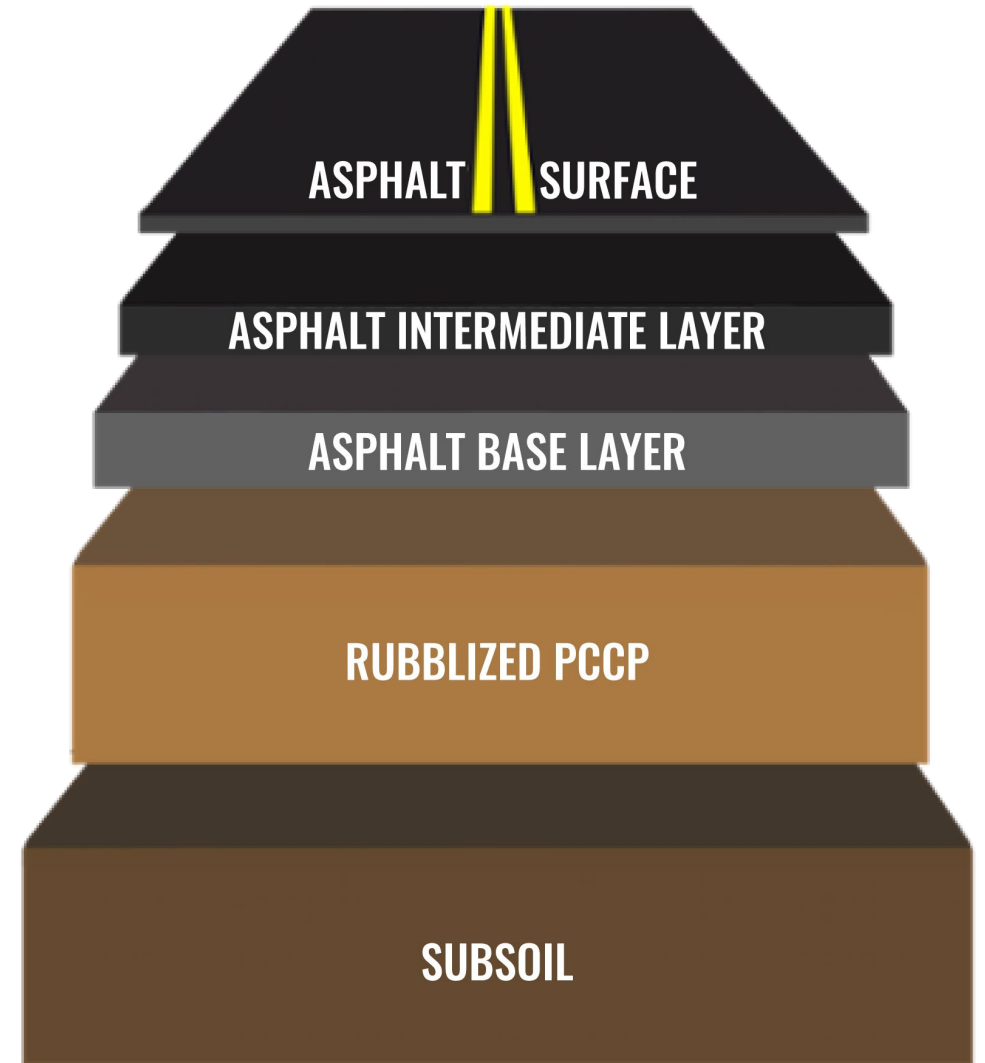 ASPHALT SURFACE
ASPHALT INTERMEDIATE LAYER
ASPHALT BASE LAYER
RUBBLIZED PCCP
SUBSOIL